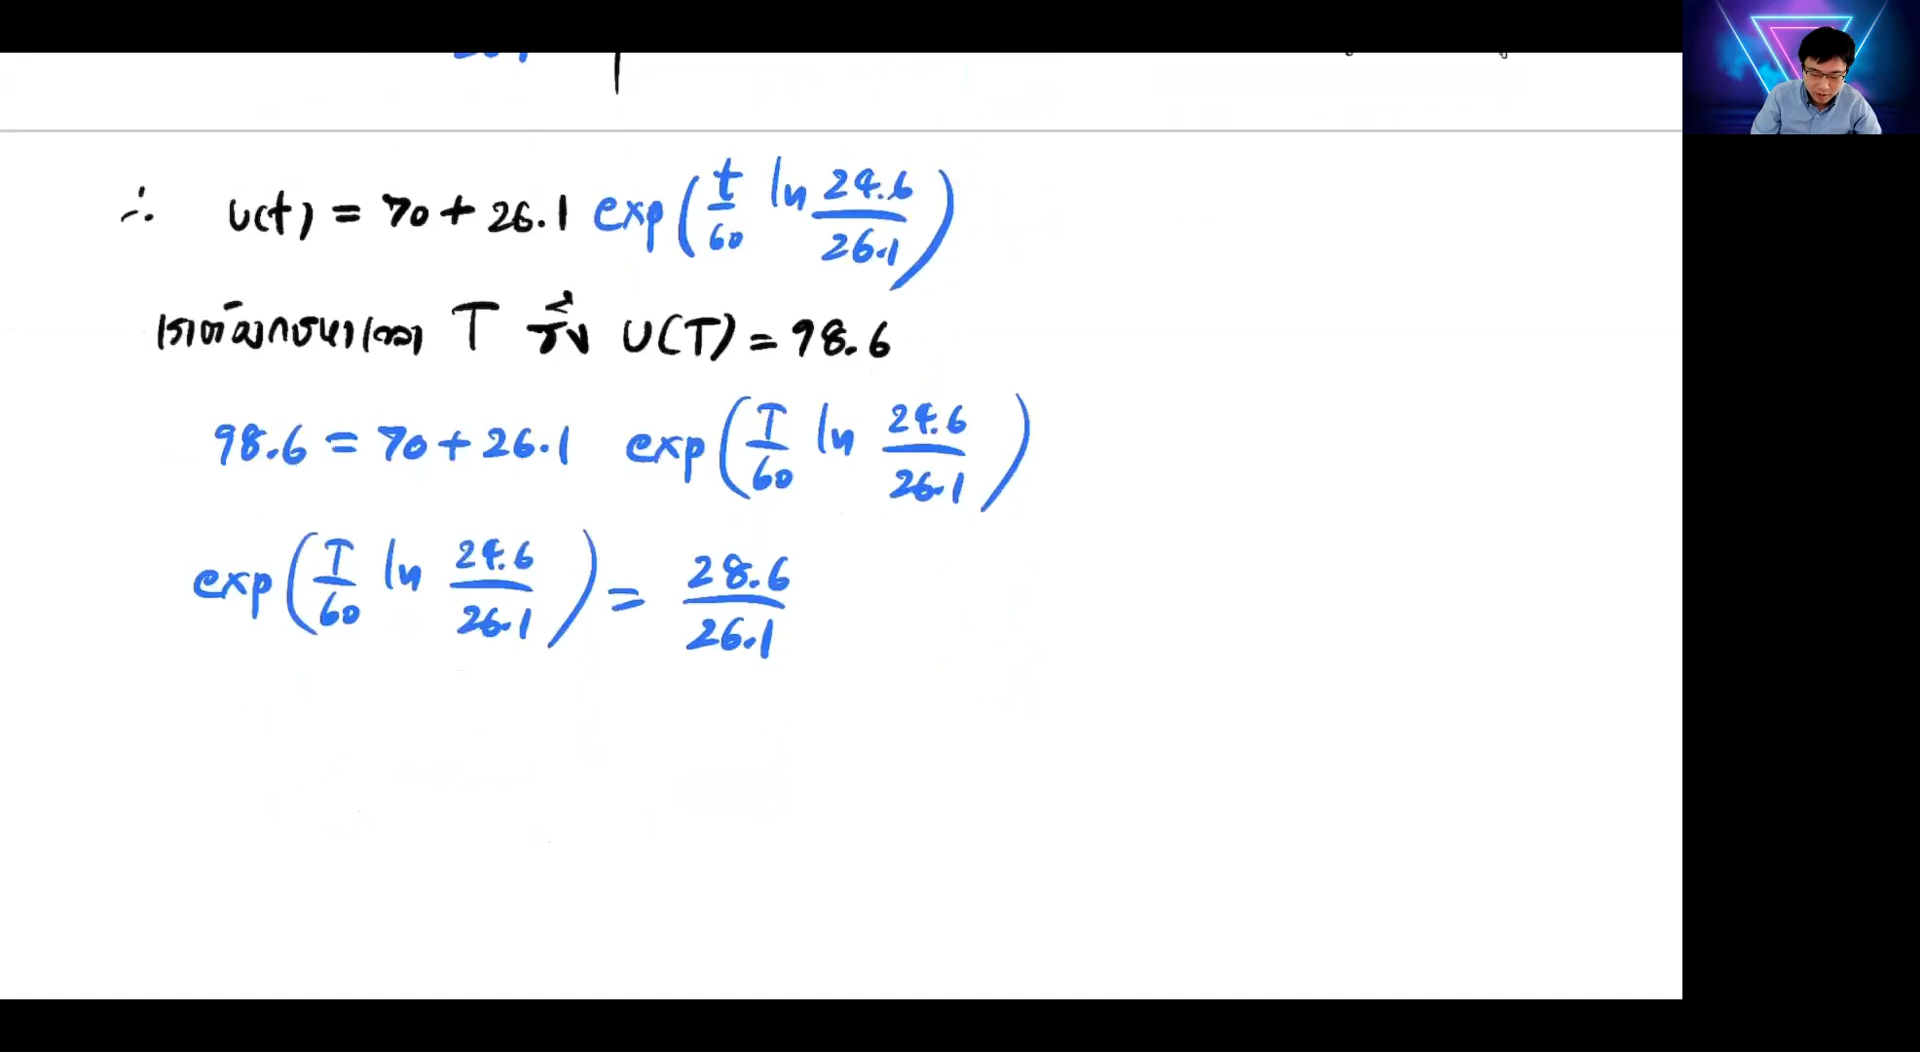 ∴ u(t) = 70 + 26.1 exp(t/60 ln 24.6/26.1)
เราต้องการหาเวลา T ซึ่ง u(T) = 98.6
98.6 = 70 + 26.1 exp(T/60 ln 24.6/26.1)
exp(T/60 ln 24.6/26.1) = 28.6/26.1